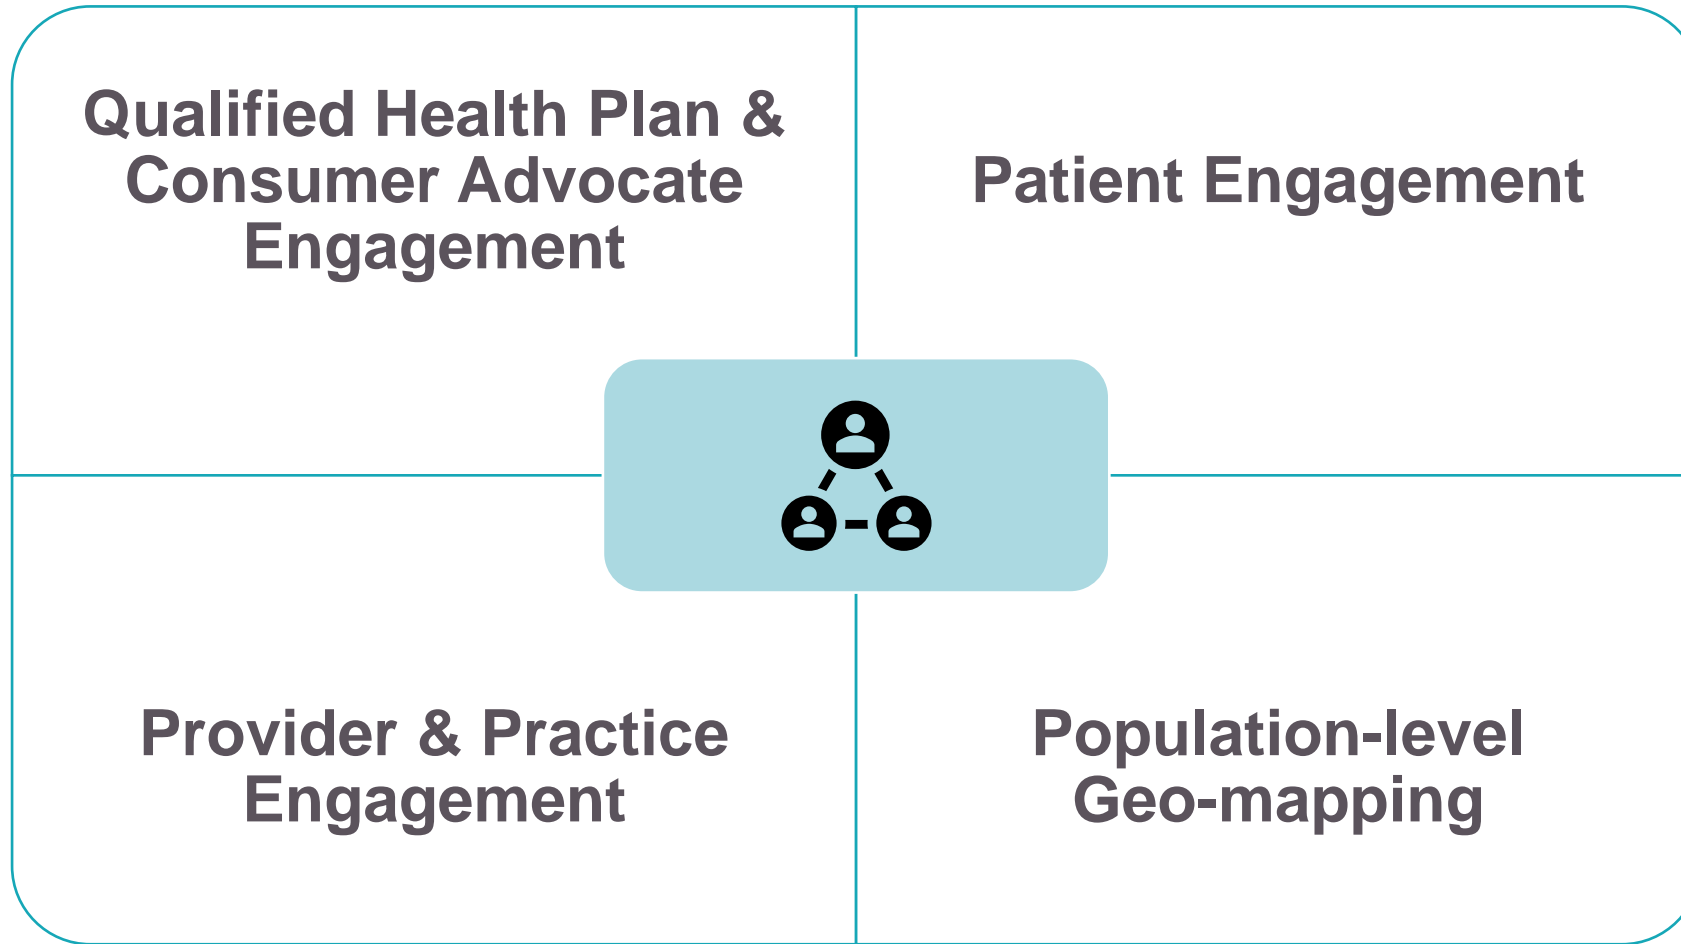 Qualified Health Plan &
Consumer Advocate
Engagement
Patient Engagement
Provider & Practice
Engagement
Population-level
Geo-mapping